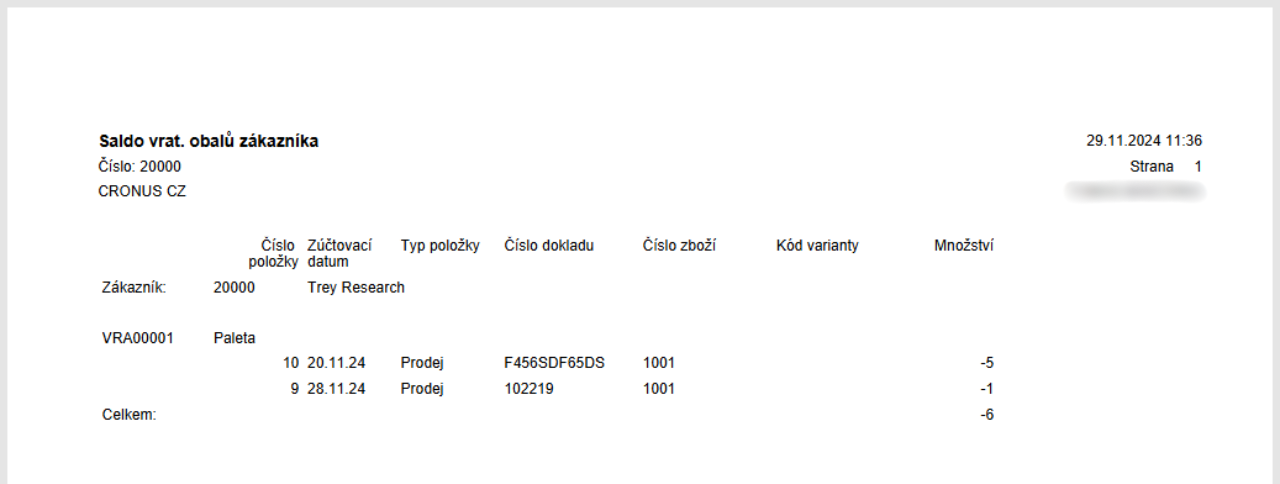 Saldo vrat. obalů zákazníka 29.11.2024 11:36
Číslo: 20000 Strana 1
CRONUS CZ
Číslo Zúčtovací Typ položky Číslo dokladu Číslo zboží Kód varianty Množství
položky datum
Zákazník: 20000 Trey Research
VRA00001 Paleta
10 20.11.24 Prodej F456SDF65DS 1001 -5
9 28.11.24 Prodej 102219 1001 -1
Celkem: -6